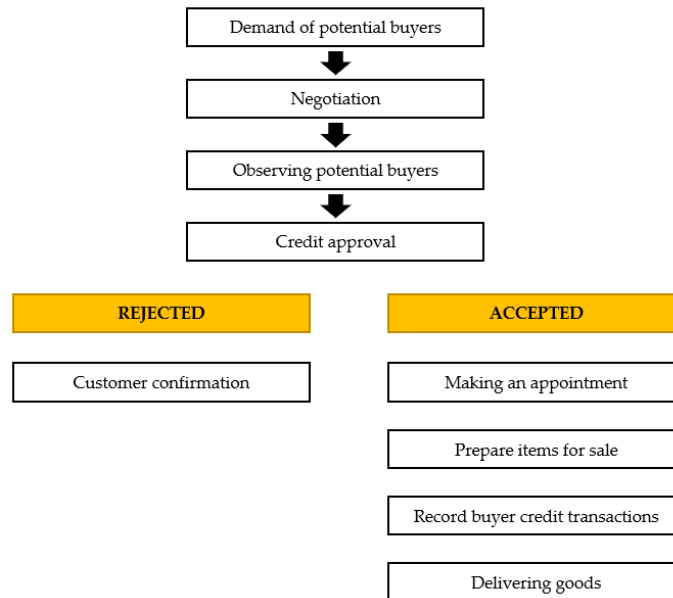 Demand of potential buyers
Negotiation
Observing potential buyers
Credit approval
REJECTED
ACCEPTED
Customer confirmation
Making an appointment
Prepare items for sale
Record buyer credit transactions
Delivering goods